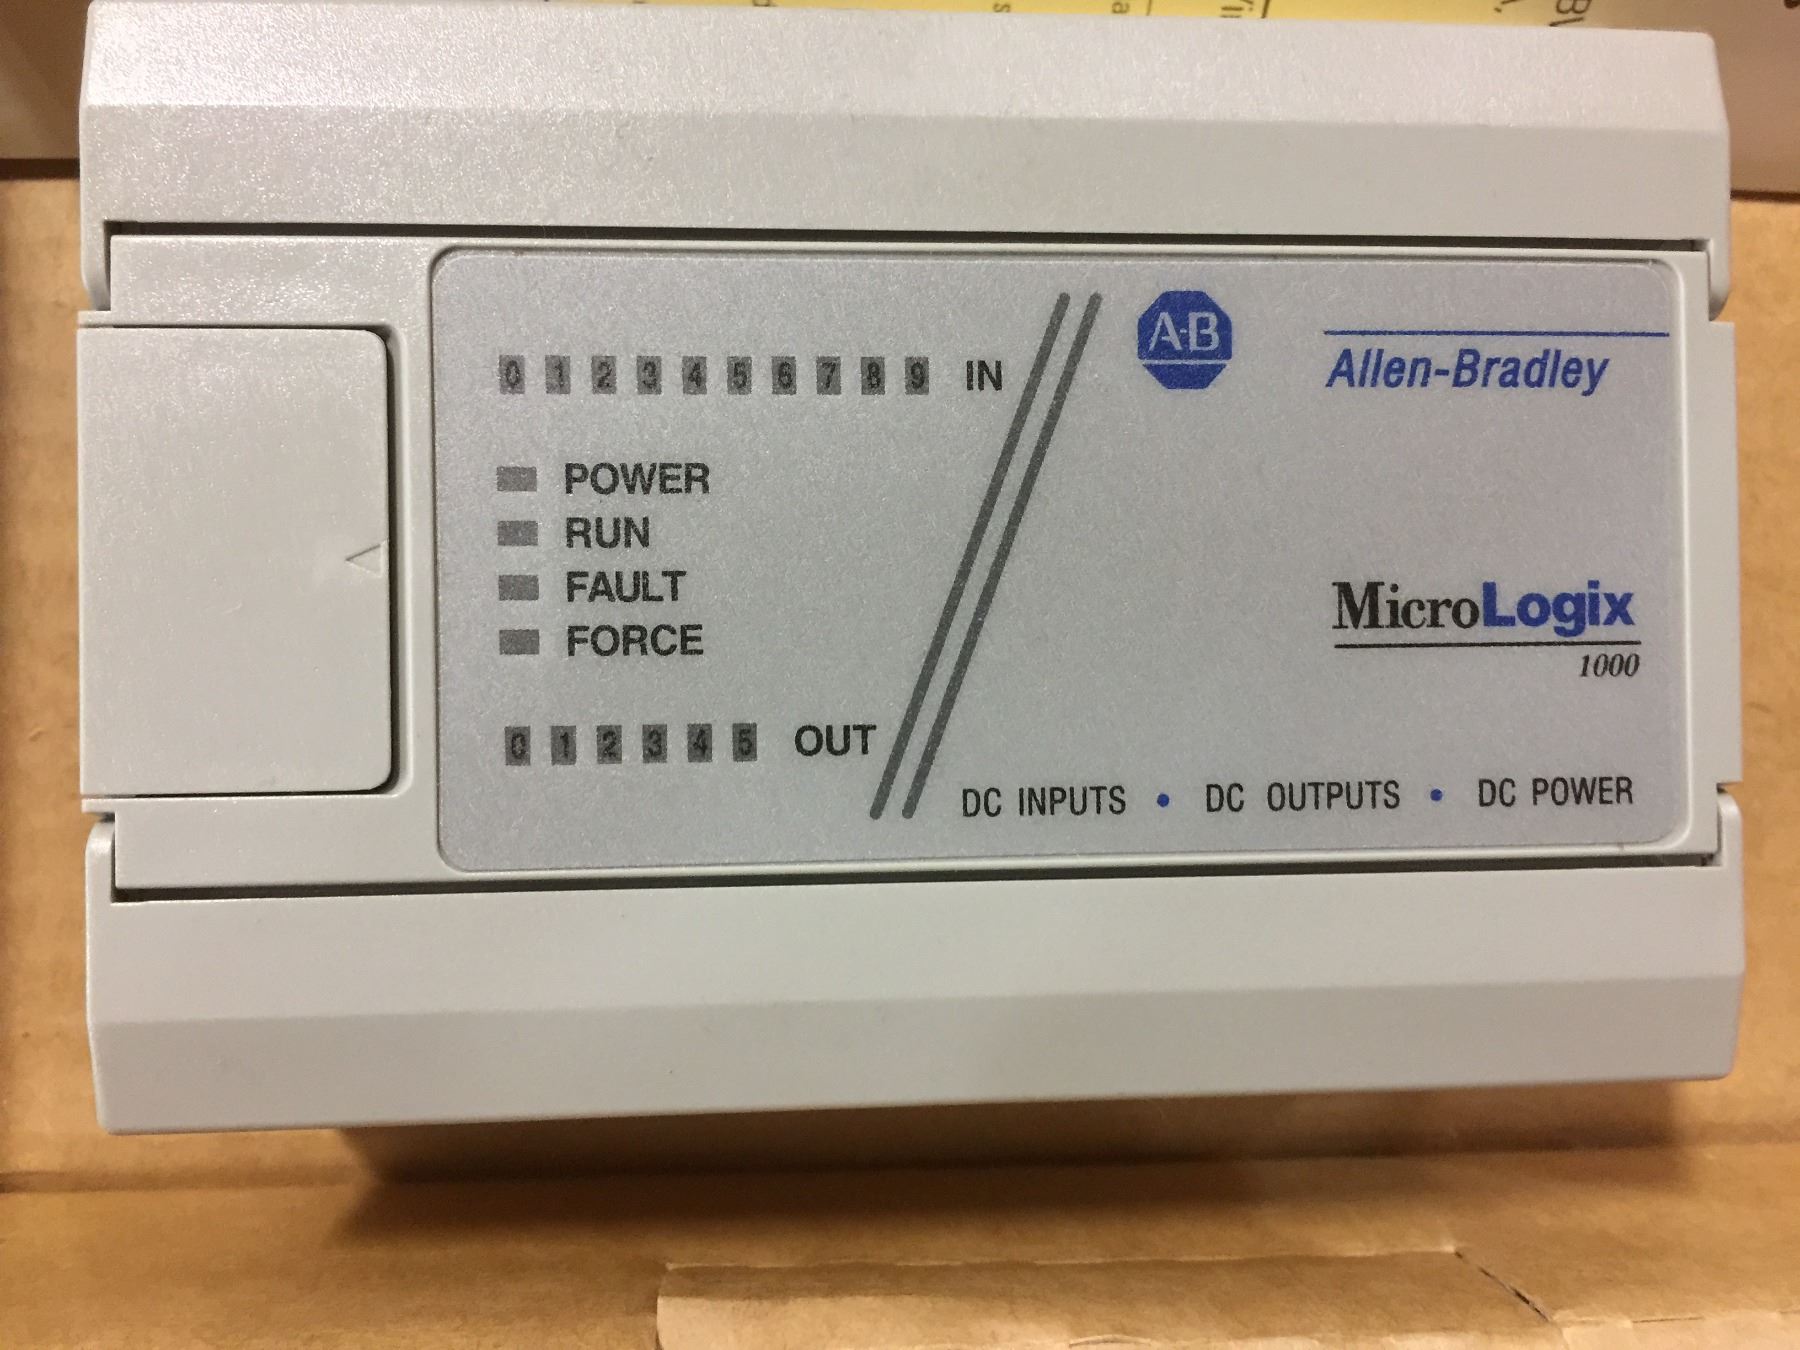 0 1 2 3 4 5 6 7 8 9 IN
POWER
RUN
FAULT
FORCE
0 1 2 3 4 5 OUT
A-B
Allen-Bradley
MicroLogix
1000
DC INPUTS • DC OUTPUTS • DC POWER